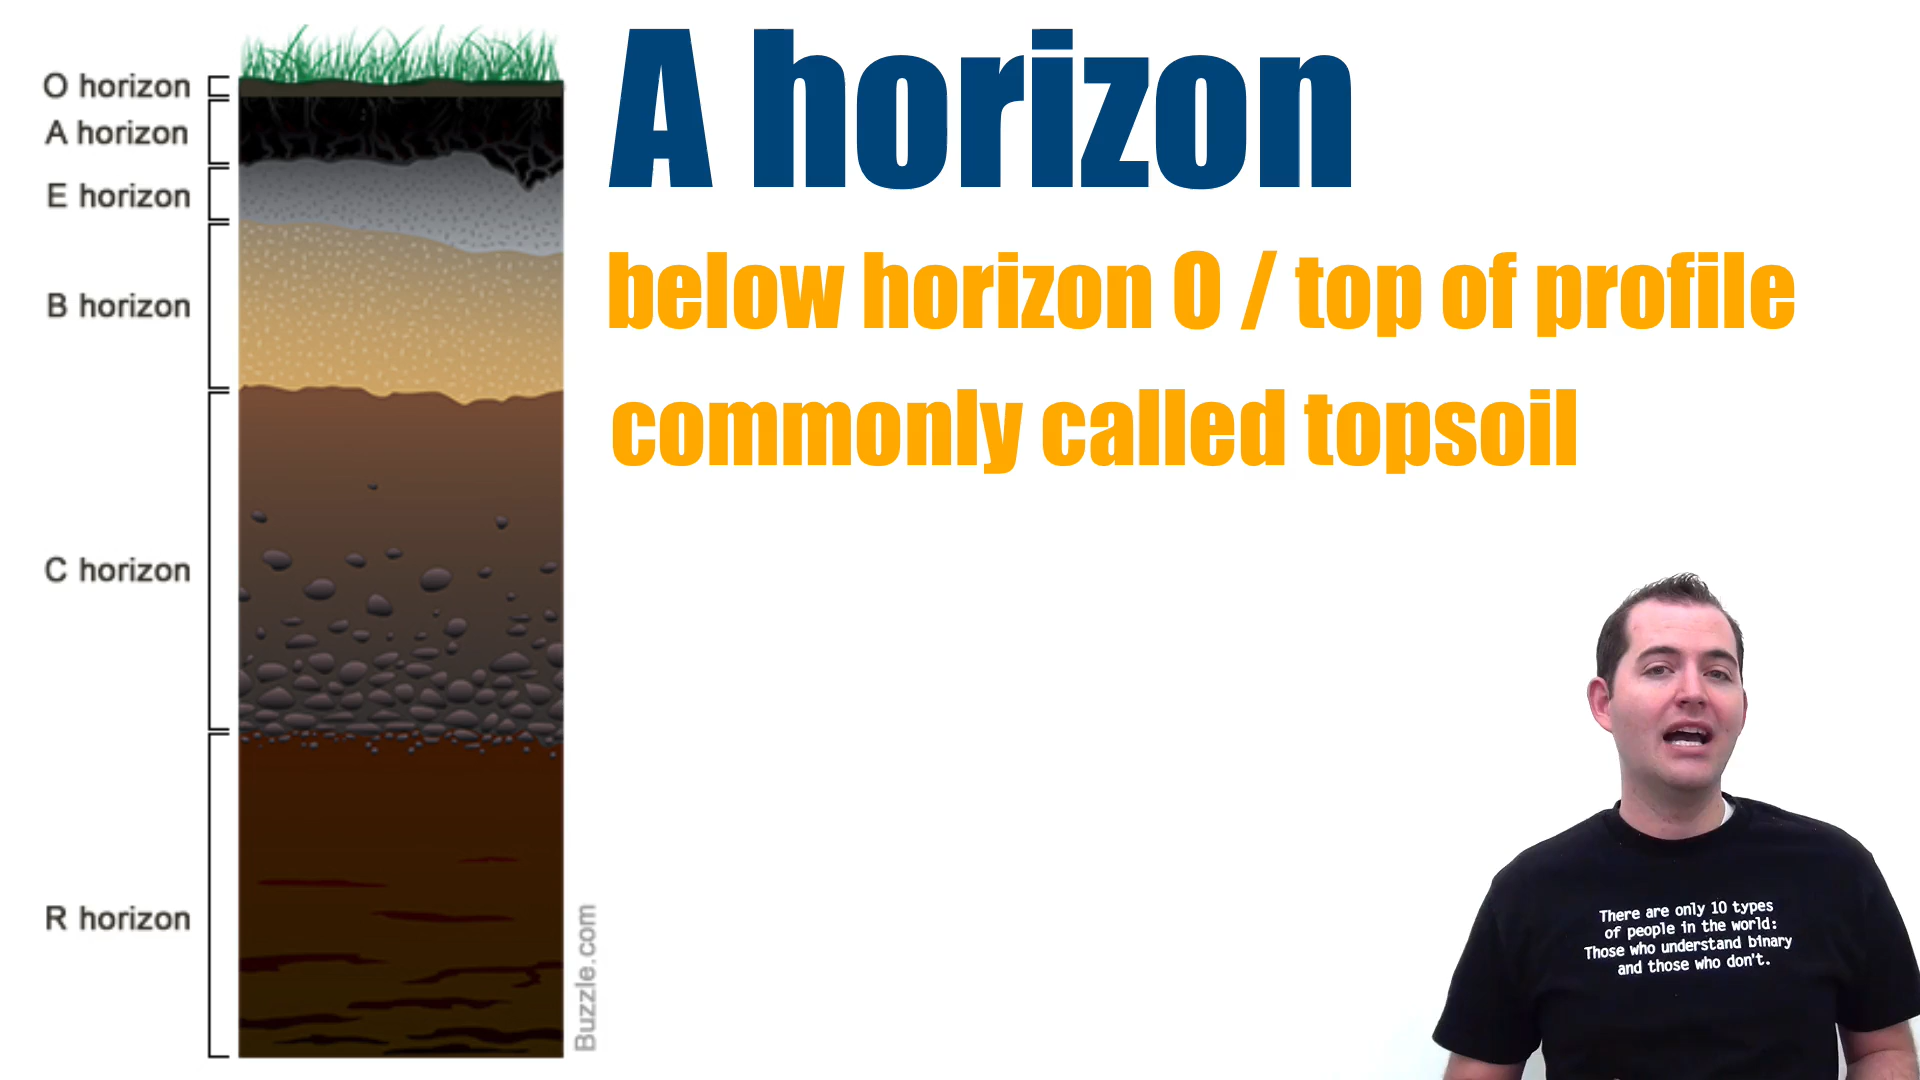 A horizon
below horizon O / top of profile
commonly called topsoil
O horizon
A horizon
E horizon
B horizon
C horizon
R horizon
Buzzle.com
There are only 10 types
of people in the world:
Those who understand binary
and those who don't.